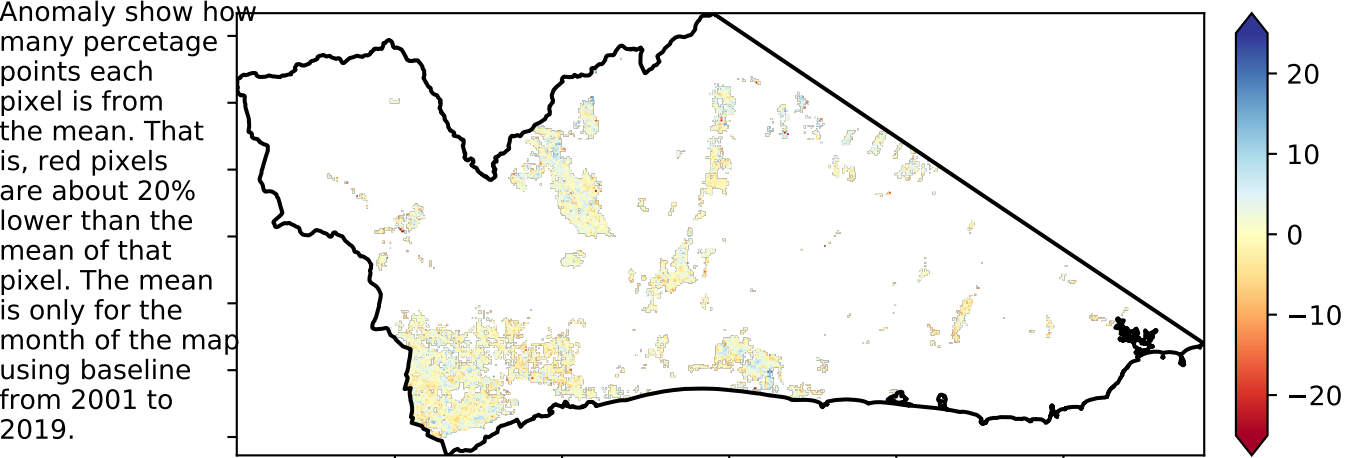 Anomaly show how
many percetage
points each
pixel is from
the mean. That
is, red pixels
are about 20%
lower than the
mean of that
pixel. The mean
is only for the
month of the map
using baseline
from 2001 to
2019.
20
10
0
−10
−20